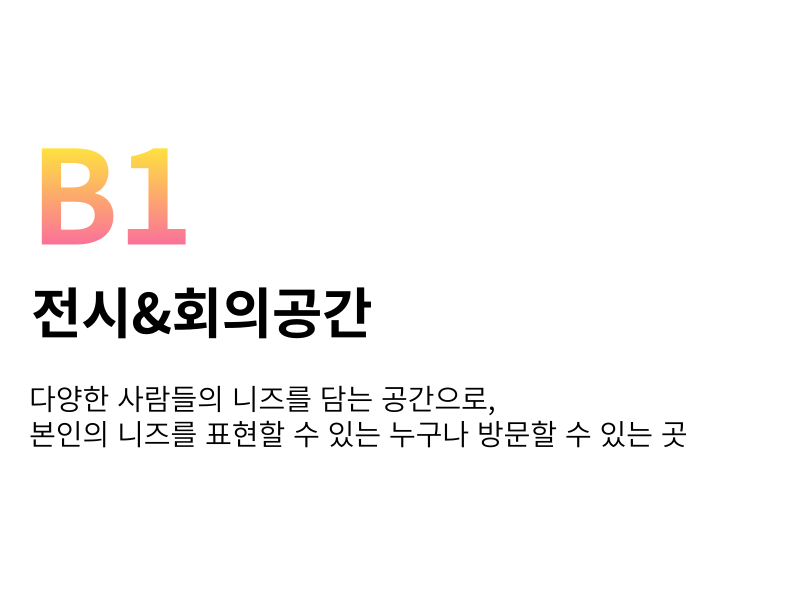 B1
전시&회의공간
다양한 사람들의 니즈를 담는 공간으로,
본인의 니즈를 표현할 수 있는 누구나 방문할 수 있는 곳